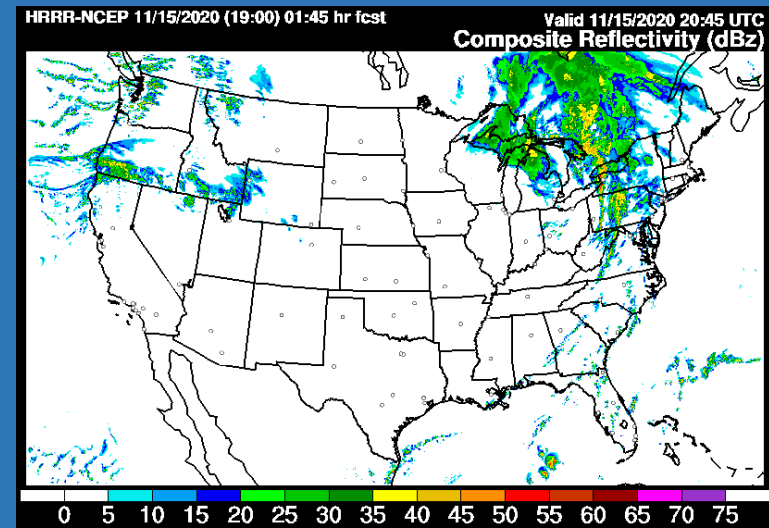 HRRR-NCEP 11/15/2020 (19:00) 01:45 hr fcst
Valid 11/15/2020 20:45 UTC
Composite Reflectivity (dBz)
0 5 10 15 20 25 30 35 40 45 50 55 60 65 70 75